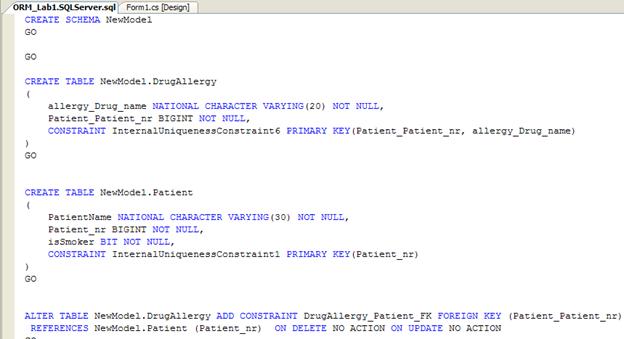 ORM_Lab1.SQLServer.sql Form1.cs [Design]
CREATE SCHEMA NewModel
GO
GO
CREATE TABLE NewModel.DrugAllergy
(
allergy_Drug_name NATIONAL CHARACTER VARYING(20) NOT NULL,
Patient_Patient_nr BIGINT NOT NULL,
CONSTRAINT InternalUniquenessConstraint6 PRIMARY KEY(Patient_Patient_nr, allergy_Drug_name)
)
GO
CREATE TABLE NewModel.Patient
(
PatientName NATIONAL CHARACTER VARYING(30) NOT NULL,
Patient_nr BIGINT NOT NULL,
isSmoker BIT NOT NULL,
CONSTRAINT InternalUniquenessConstraint1 PRIMARY KEY(Patient_nr)
)
GO
ALTER TABLE NewModel.DrugAllergy ADD CONSTRAINT DrugAllergy_Patient_FK FOREIGN KEY (Patient_Patient_nr)
REFERENCES NewModel.Patient (Patient_nr) ON DELETE NO ACTION ON UPDATE NO ACTION